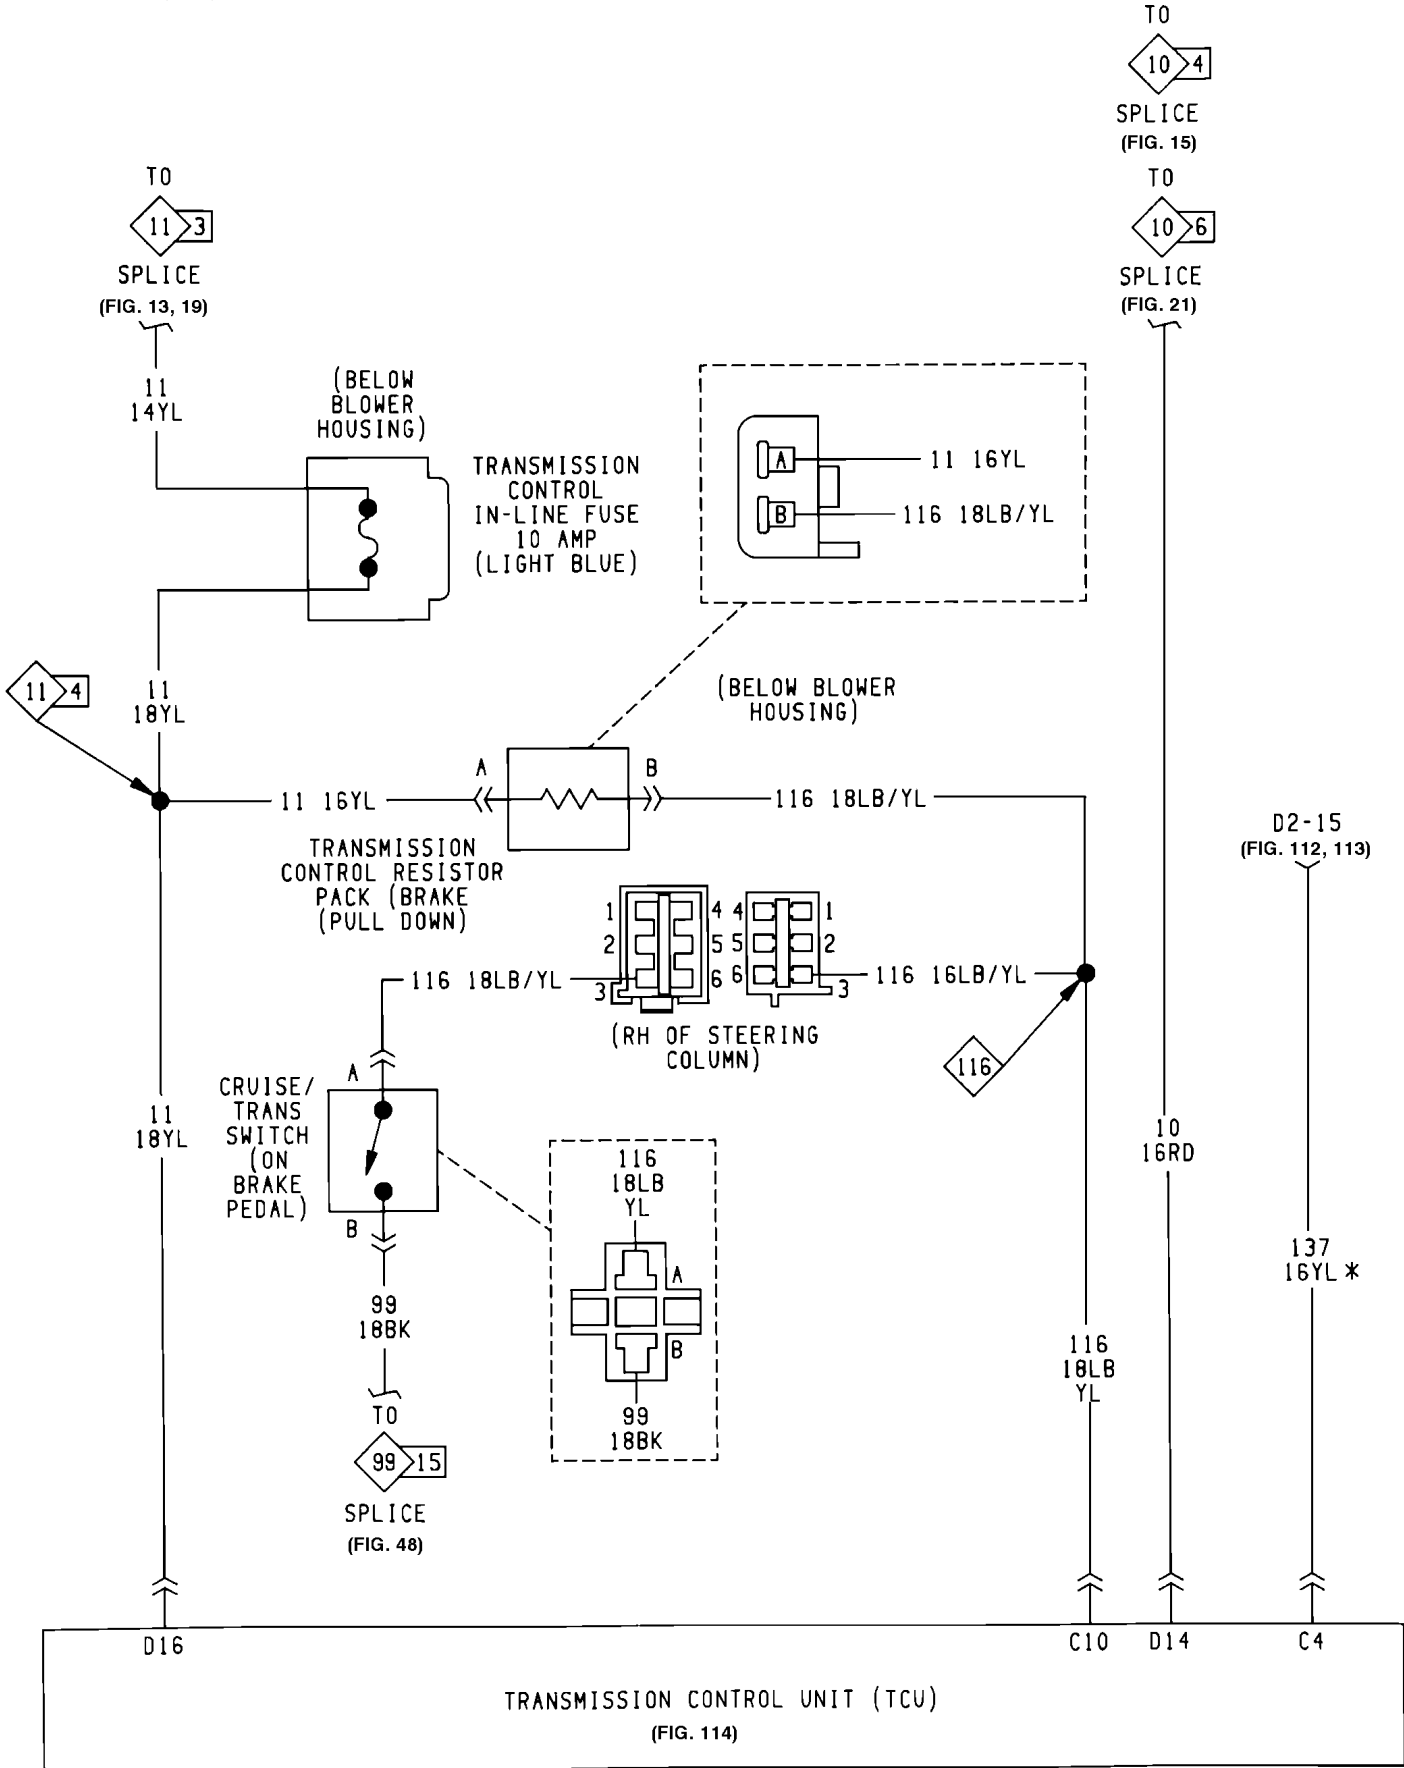 TO
10 4
SPLICE
(FIG. 15)
TO
10 6
SPLICE
(FIG. 21)
TO
11 3
SPLICE
(FIG. 13, 19)
11
14YL
(BELOW
BLOWER
HOUSING)
TRANSMISSION
CONTROL
IN-LINE FUSE
10 AMP
(LIGHT BLUE)
A 11 16YL
B 116 18LB/YL
11 4
11
18YL
(BELOW BLOWER
HOUSING)
A
B
11 16YL
116 18LB/YL
TRANSMISSION
CONTROL RESISTOR
PACK (BRAKE
(PULL DOWN)
D2-15
(FIG. 112, 113)
1 4 4 1
2 5 5 2
3 6 6 3
116 18LB/YL
116 16LB/YL
(RH OF STEERING
COLUMN)
116
A
CRUISE/
TRANS
SWITCH
(ON
BRAKE
PEDAL)
B
11
18YL
10
16RD
116
18LB
YL
A
B
99
18BK
137
16YL *
99
18BK
116
18LB
YL
TO
99 15
SPLICE
(FIG. 48)
D16
C10
D14
C4
TRANSMISSION CONTROL UNIT (TCU)
(FIG. 114)